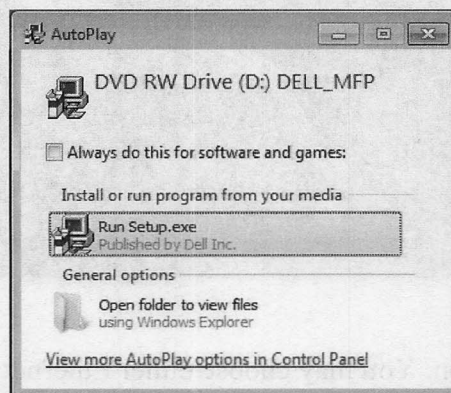 AutoPlay
DVD RW Drive (D:) DELL_MFP
Always do this for software and games:
Install or run program from your media
Run Setup.exe
Published by Dell Inc.
General options
Open folder to view files
using Windows Explorer
View more AutoPlay options in Control Panel